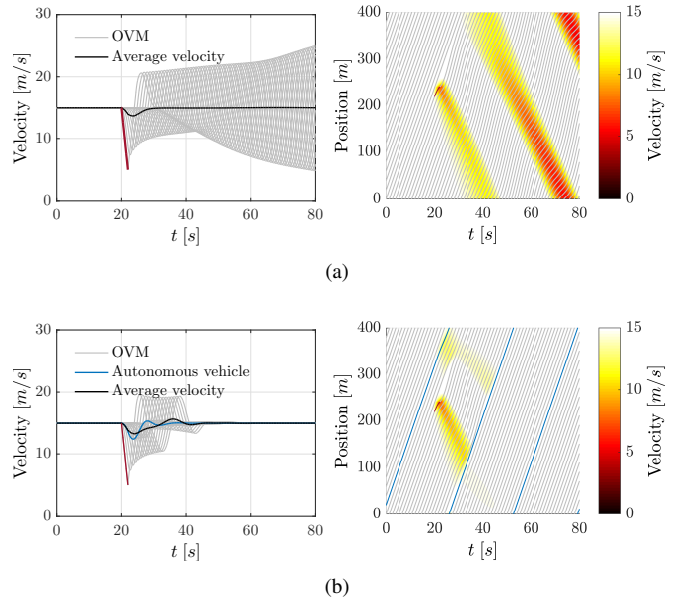 30
20
10
0
Velocity [m/s]
OVM
Average velocity
0 20 40 60 80
t [s]
400
300
200
100
0
Position [m]
0 20 40 60 80
t [s]
15
10
5
0
Velocity [m/s]
(a)
30
20
10
0
Velocity [m/s]
OVM
Autonomous vehicle
Average velocity
0 20 40 60 80
t [s]
400
300
200
100
0
Position [m]
0 20 40 60 80
t [s]
15
10
5
0
Velocity [m/s]
(b)